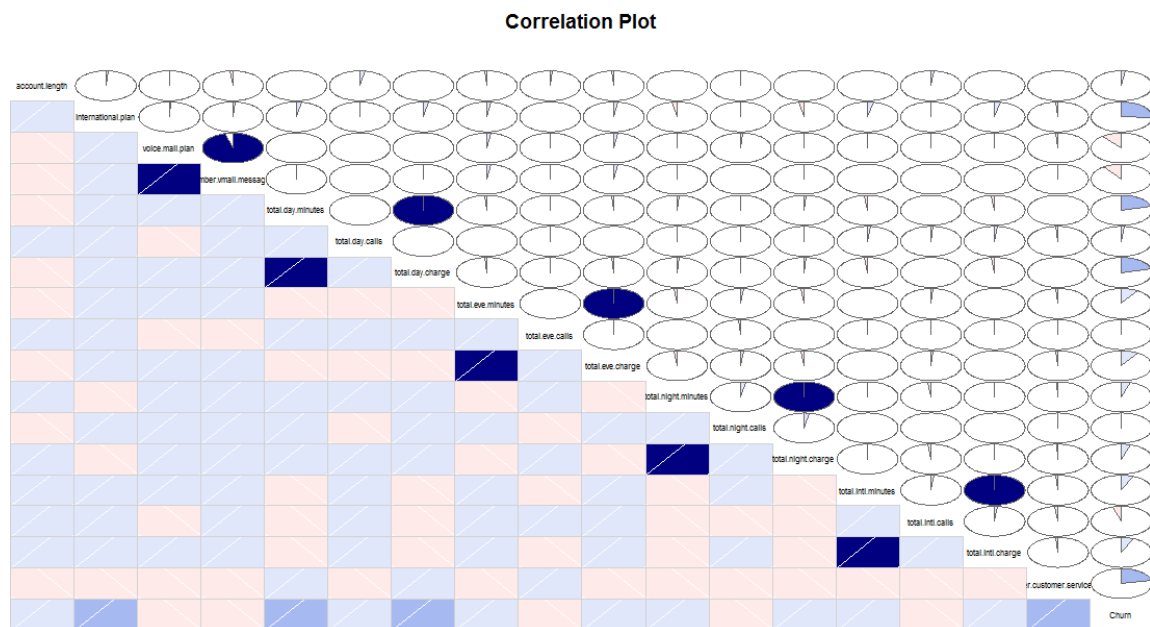 Correlation Plot
account.length
international.plan
voice.mail.plan
mber.vmail.messag
total.day.minutes
total.day.calls
total.day.charge
total.eve.minutes
total.eve.calls
total.eve.charge
total.night.minutes
total.night.calls
total.night.charge
total.intl.minutes
total.intl.calls
total.intl.charge
er.customer.service
Churn